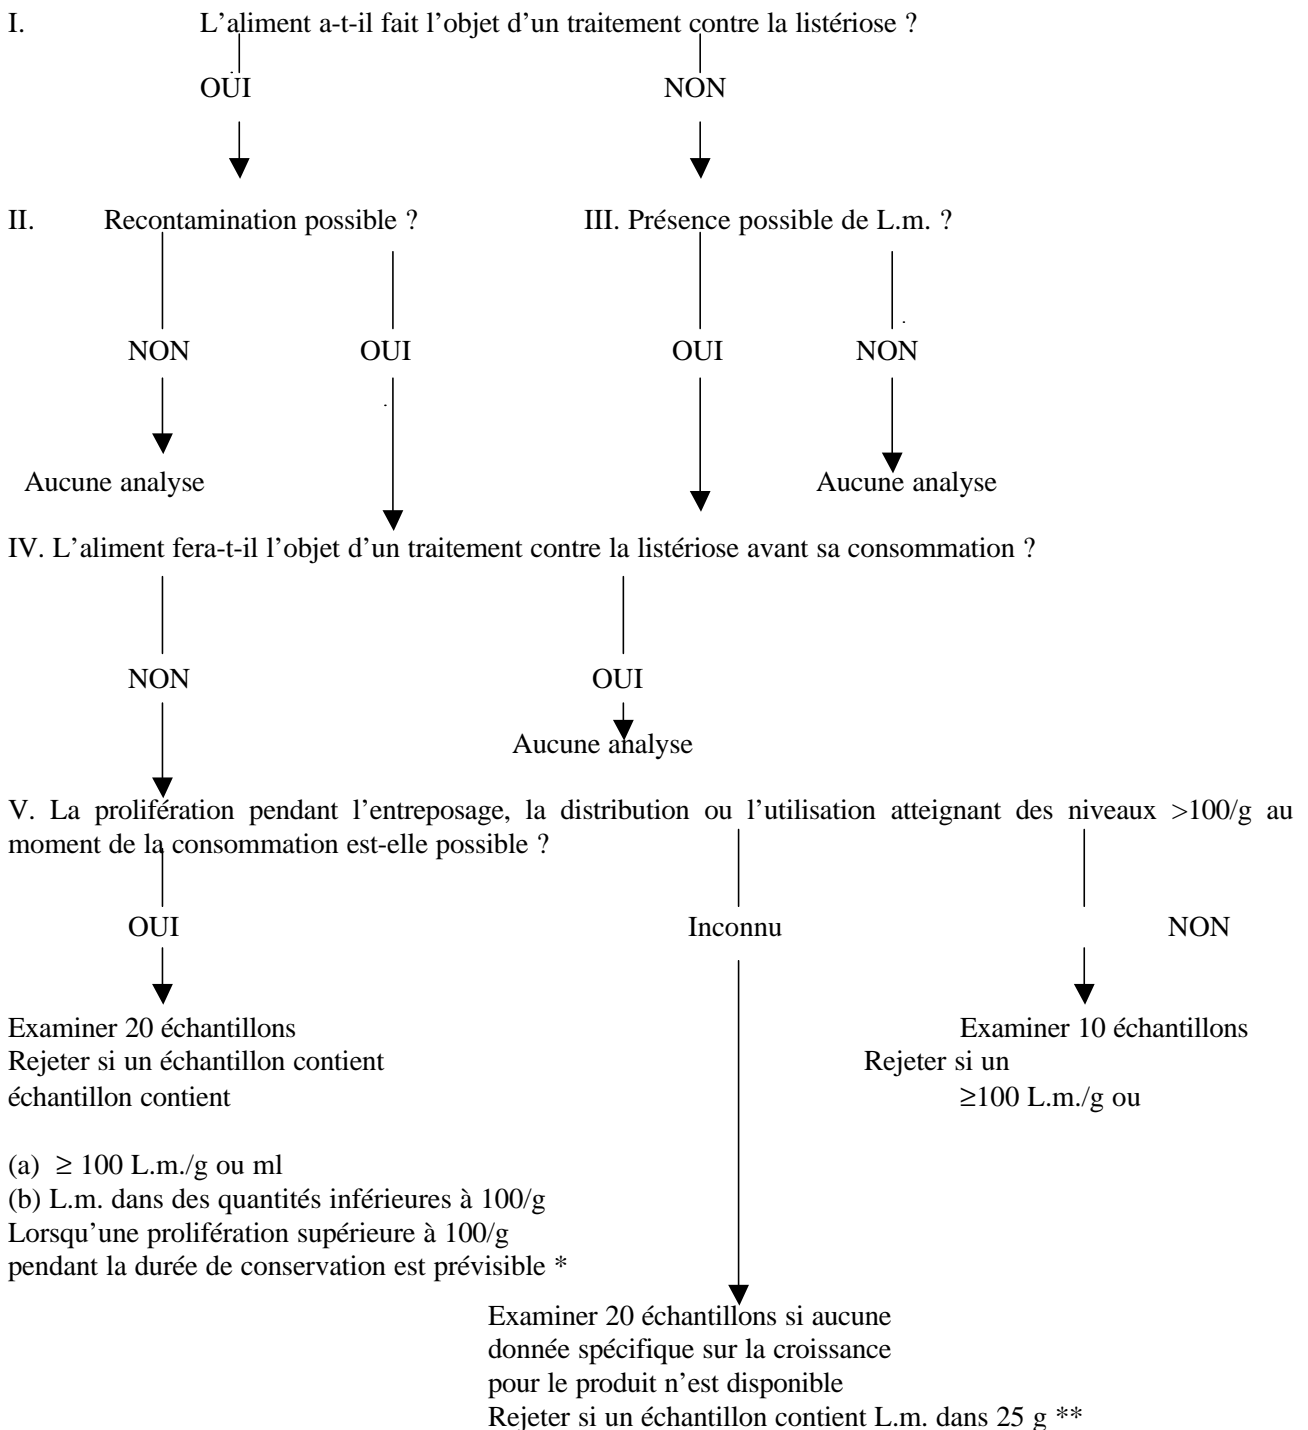 I. L’aliment a-t-il fait l’objet d’un traitement contre la listériose ?
OUI NON
II. Recontamination possible ? III. Présence possible de L.m. ?
NON OUI OUI NON
Aucune analyse Aucune analyse
IV. L’aliment fera-t-il l’objet d’un traitement contre la listériose avant sa consommation ?
NON OUI
Aucune analyse
V. La prolifération pendant l’entreposage, la distribution ou l’utilisation atteignant des niveaux >100/g au
moment de la consommation est-elle possible ?
OUI Inconnu NON
Examiner 20 échantillons Examiner 10 échantillons
Rejeter si un échantillon contient Rejeter si un
échantillon contient ≥100 L.m./g ou
(a) ≥ 100 L.m./g ou ml
(b) L.m. dans des quantités inférieures à 100/g
Lorsqu’une prolifération supérieure à 100/g
pendant la durée de conservation est prévisible *
Examiner 20 échantillons si aucune
donnée spécifique sur la croissance
pour le produit n’est disponible
Rejeter si un échantillon contient L.m. dans 25 g **